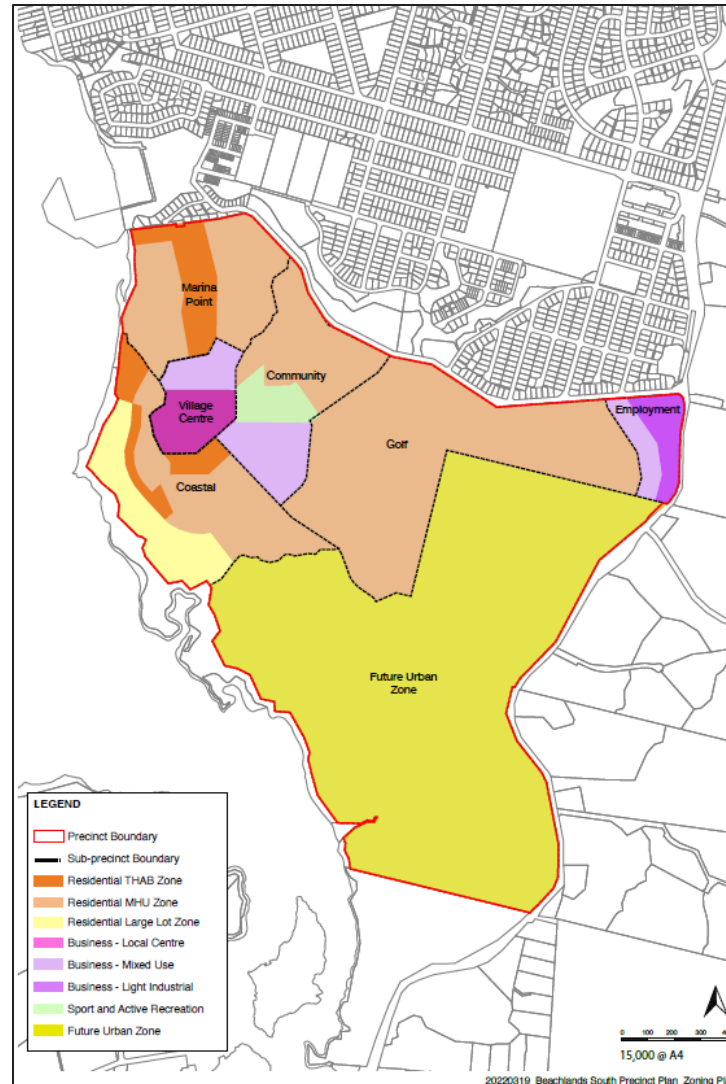 Marina
Point
Community
Village
Centre
Employment
Golf
Coastal
Future Urban
Zone
LEGEND
Precinct Boundary
Sub-precinct Boundary
Residential THAB Zone
Residential MHU Zone
Residential Large Lot Zone
Business - Local Centre
Business - Mixed Use
Business - Light Industrial
Sport and Active Recreation
Future Urban Zone
0 100 200 300
15,000 @ A4
20220319_Beachlands South Precinct Plan_Zoning